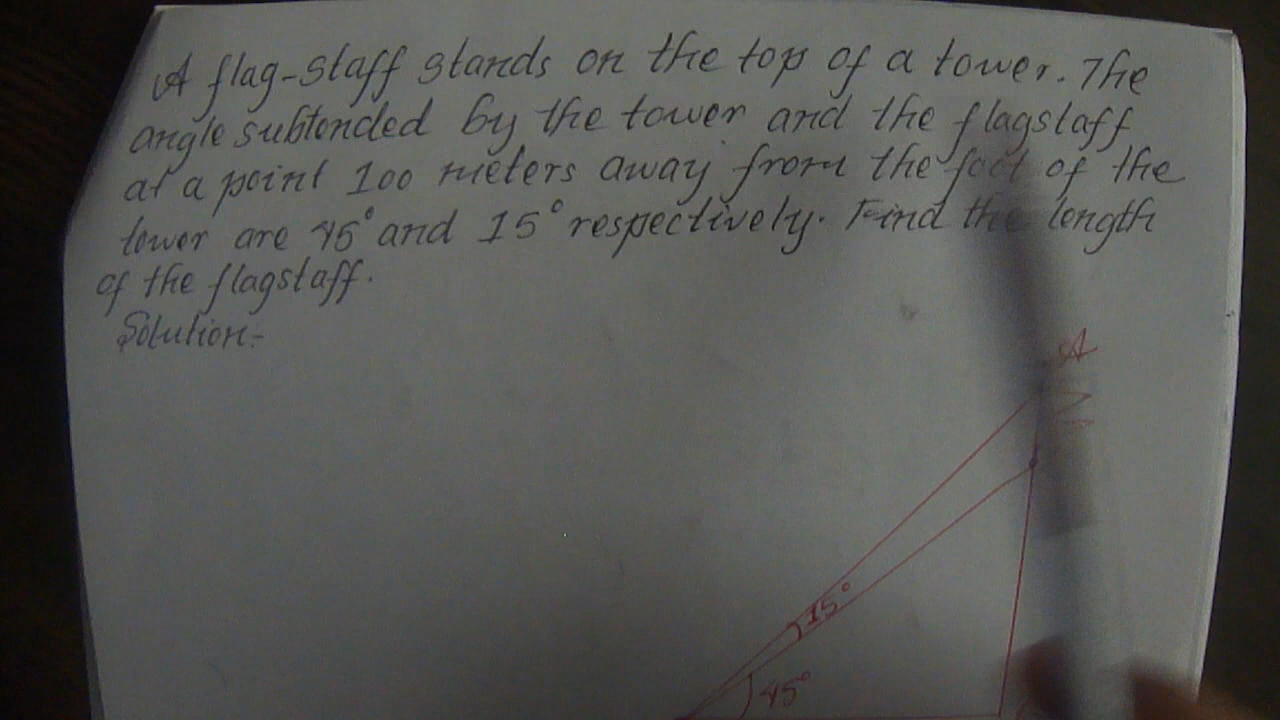 A flag-staff stands on the top of a tower. The
angle subtended by the tower and the flagstaff
at a point 100 meters away from the foot of the
tower are 45° and 15° respectively. Find the length
of the flagstaff.
Solution:-
A
15°
45°